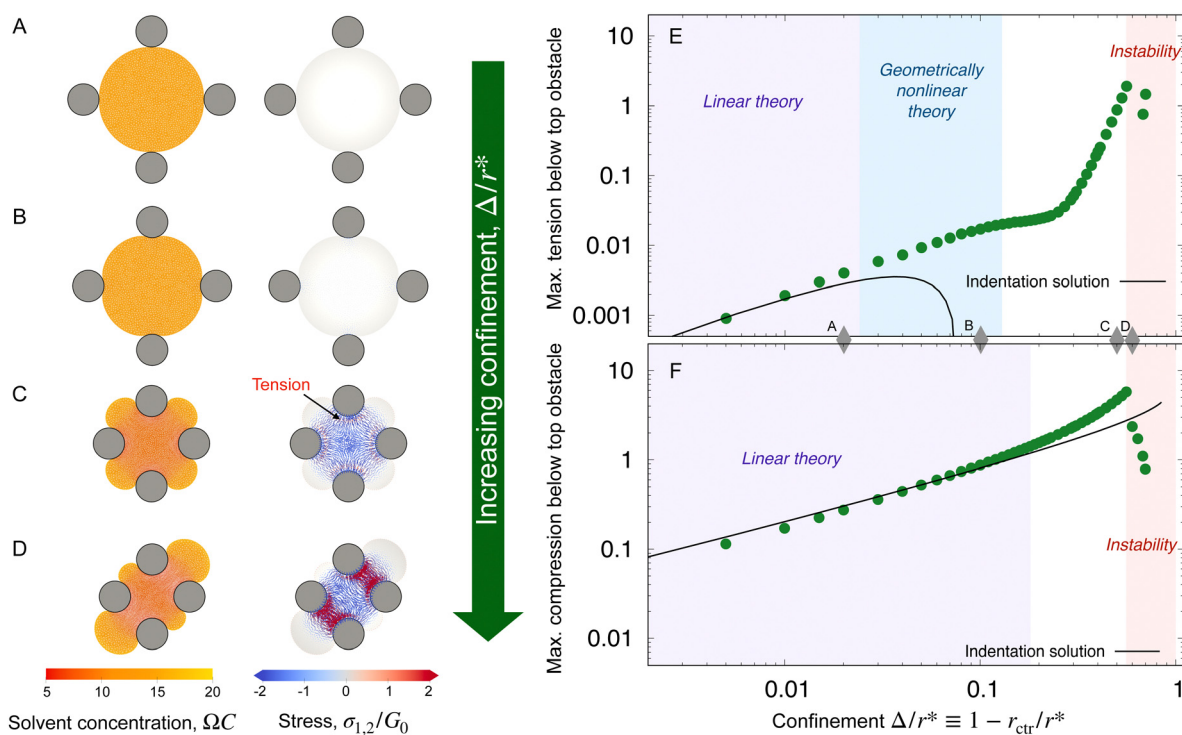 A
B
C
Tension
D
5
10
15
20
Solvent concentration, ΩC
-2
-1
0
1
2
Stress, σ1,2/G0
Increasing confinement, Δ/r*
E
Max. tension below top obstacle
10
1
0.1
0.01
0.001
Linear theory
Geometrically
nonlinear
theory
Instability
Indentation solution
A
B
C
D
F
Max. compression below top obstacle
10
1
0.1
0.01
Linear theory
Instability
Indentation solution
0.01
0.1
1
Confinement Δ/r* ≡ 1 − rctr/r*